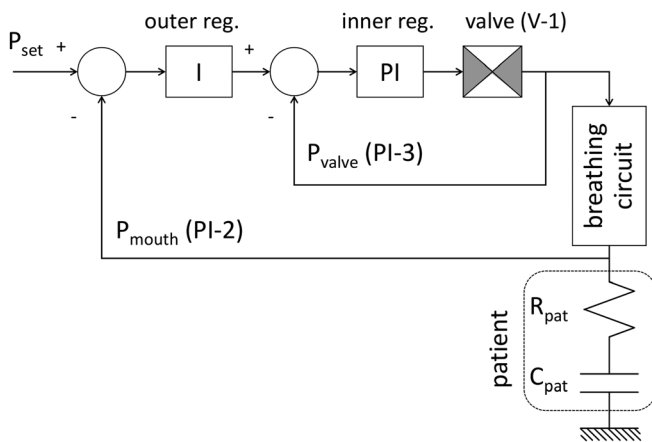 outer reg.
inner reg.
valve (V-1)
P_set
+
+
I
PI
-
-
P_valve (PI-3)
breathing
circuit
P_mouth (PI-2)
patient
R_pat
C_pat